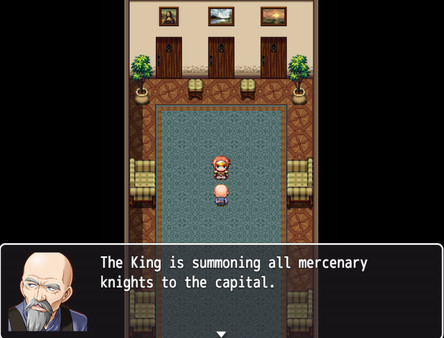 The King is summoning all mercenary
knights to the capital.